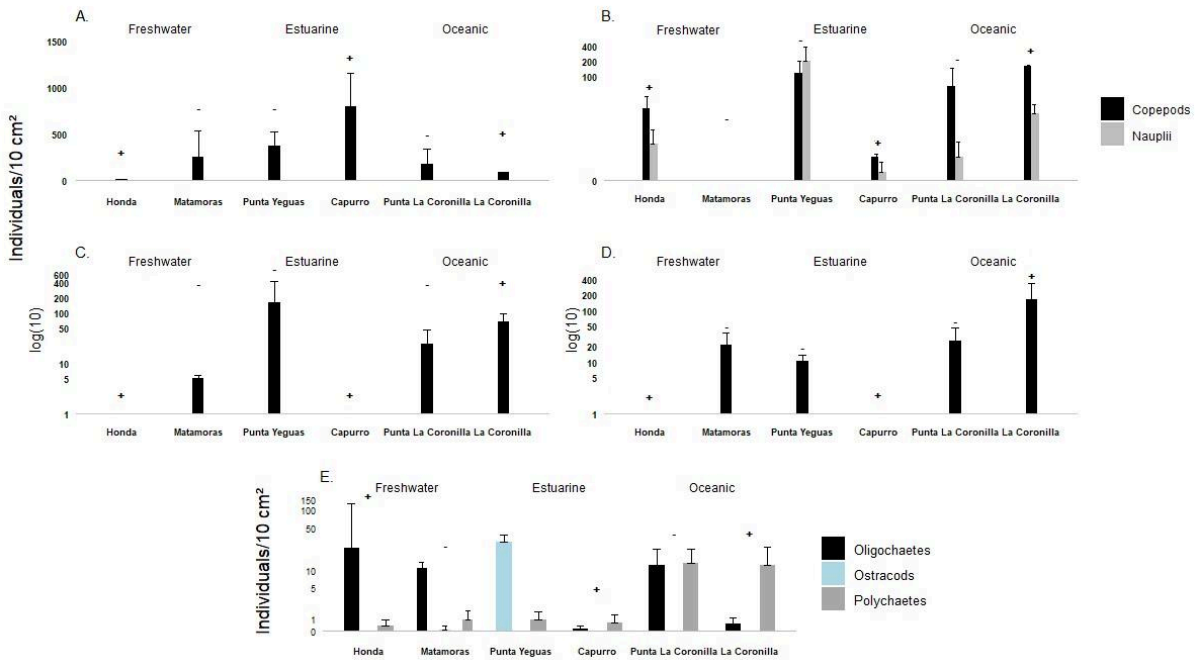 A.
Freshwater Estuarine Oceanic
1500
1000
500
0
+ - - + - +
Honda Matamoras Punta Yeguas Capurro Punta La Coronilla La Coronilla
Individuals/10 cm²
B.
Freshwater Estuarine Oceanic
400
200
100
0
+ - - + - +
Honda Matamoras Punta Yeguas Capurro Punta La Coronilla La Coronilla
Copepods
Nauplii
C.
Freshwater Estuarine Oceanic
600
400
200
100
50
10
5
1
+ - - + - +
Honda Matamoras Punta Yeguas Capurro Punta La Coronilla La Coronilla
log(10)
D.
Freshwater Estuarine Oceanic
400
200
100
50
20
10
5
1
+ - - + - +
Honda Matamoras Punta Yeguas Capurro Punta La Coronilla La Coronilla
log(10)
E.
Freshwater Estuarine Oceanic
150
100
50
10
5
1
0
+ - + - +
Honda Matamoras Punta Yeguas Capurro Punta La Coronilla La Coronilla
Individuals/10 cm²
Oligochaetes
Ostracods
Polychaetes